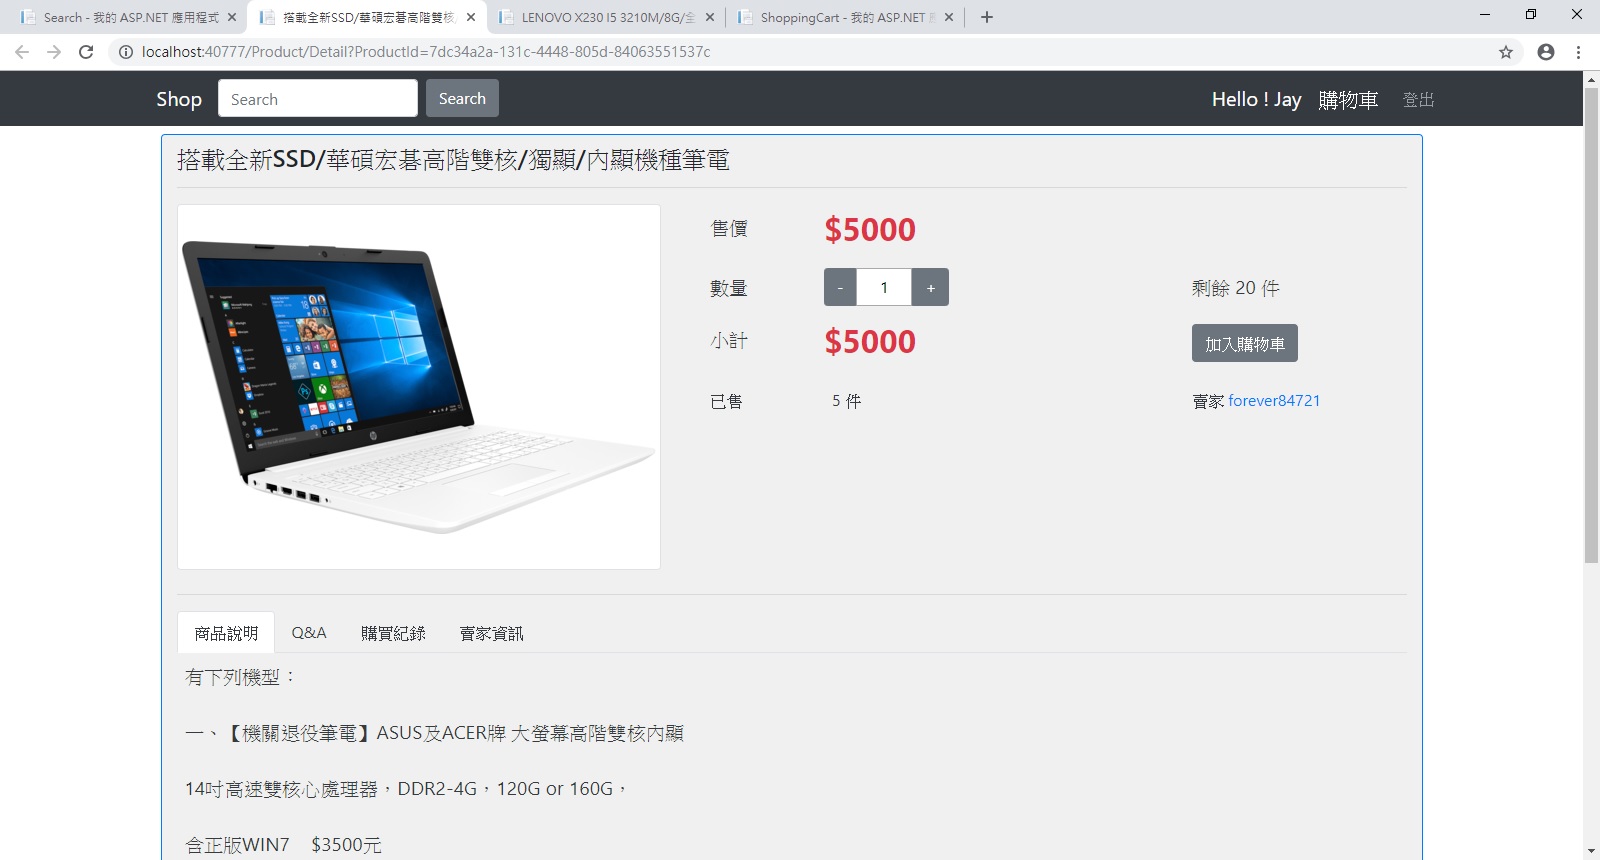 Search - 我的 ASP.NET 應用程式
搭載全新SSD/華碩宏碁高階雙核
LENOVO X230 I5 3210M/8G/全
ShoppingCart - 我的 ASP.NET
localhost:40777/Product/Detail?ProductId=7dc34a2a-131c-4448-805d-84063551537c
Shop Search Search Hello ! Jay 購物車 登出
搭載全新SSD/華碩宏碁高階雙核/獨顯/內顯機種筆電
售價 $5000
數量 - 1 + 剩餘 20 件
小計 $5000 加入購物車
已售 5 件 賣家 forever84721
商品說明 Q&A 購買紀錄 賣家資訊
有下列機型：
一、【機關退役筆電】ASUS及ACER牌 大螢幕高階雙核內顯
14吋高速雙核心處理器，DDR2-4G，120G or 160G，
含正版WIN7 $3500元